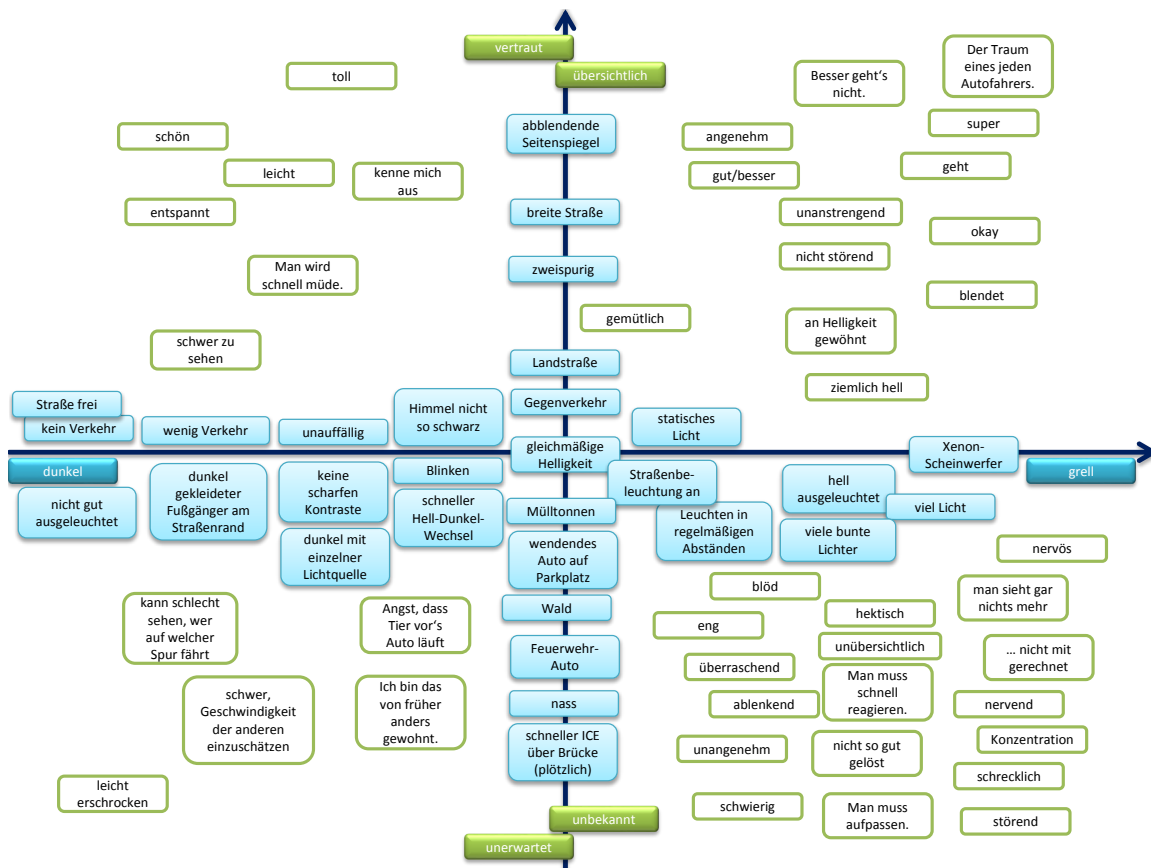 vertraut
übersichtlich
toll
Besser geht's
nicht.
Der Traum
eines jeden
Autofahrers.
schön
abblendende
Seitenspiegel
angenehm
super
leicht
kenne mich
aus
gut/besser
geht
entspannt
breite Straße
unanstrengend
okay
Man wird
schnell müde.
zweispurig
nicht störend
blendet
schwer zu
sehen
gemütlich
an Helligkeit
gewöhnt
Landstraße
ziemlich hell
Straße frei
kein Verkehr
wenig Verkehr
unauffällig
Himmel nicht
so schwarz
Gegenverkehr
statisches
Licht
gleichmäßige
Helligkeit
Xenon-
Scheinwerfer
dunkel
grell
nicht gut
ausgeleuchtet
dunkel
gekleideter
Fußgänger am
Straßenrand
keine
scharfen
Kontraste
Blinken
schneller
Hell-Dunkel-
Wechsel
Straßenbe-
leuchtung an
hell
ausgeleuchtet
viel Licht
Mülltonnen
Leuchten in
regelmäßigen
Abständen
viele bunte
Lichter
dunkel mit
einzelner
Lichtquelle
wendendes
Auto auf
Parkplatz
nervös
blöd
man sieht gar
nichts mehr
kann schlecht
sehen, wer
auf welcher
Spur fährt
Angst, dass
Tier vor's
Auto läuft
Wald
eng
hektisch
unübersichtlich
... nicht mit
gerechnet
Feuerwehr-
Auto
überraschend
Man muss
schnell
reagieren.
schwer,
Geschwindigkeit
der anderen
einzuschätzen
Ich bin das
von früher
anders
gewohnt.
nass
ablenkend
nervend
schneller ICE
über Brücke
(plötzlich)
unangenehm
nicht so gut
gelöst
Konzentration
leicht
erschrocken
schrecklich
schwierig
Man muss
aufpassen.
störend
unbekannt
unerwartet